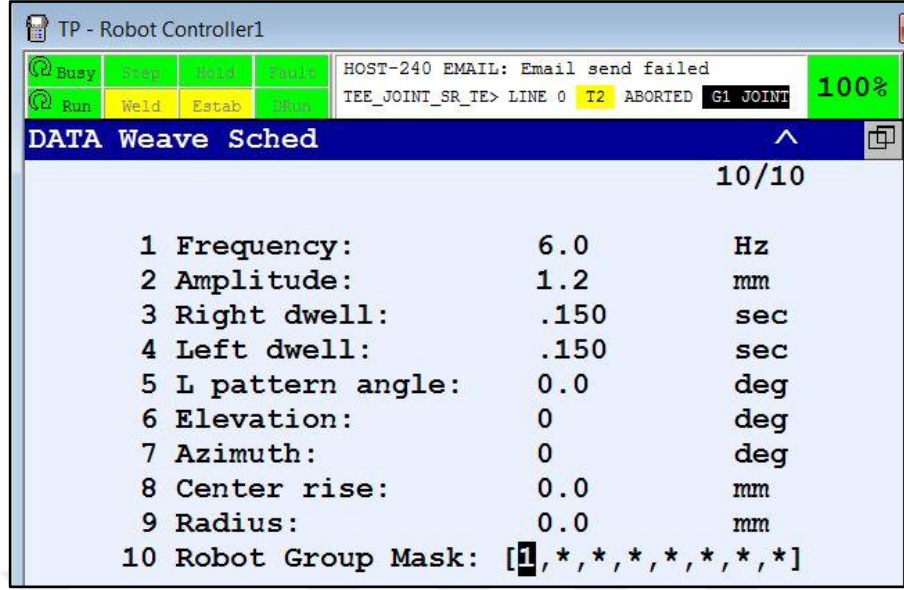 TP - Robot Controller1
Busy Step Hold Fault HOST-240 EMAIL: Email send failed
Run Weld Estab DRun TEE_JOINT_SR_TE> LINE 0 T2 ABORTED G1 JOINT 100%
DATA Weave Sched
10/10
1 Frequency: 6.0 Hz
2 Amplitude: 1.2 mm
3 Right dwell: .150 sec
4 Left dwell: .150 sec
5 L pattern angle: 0.0 deg
6 Elevation: 0 deg
7 Azimuth: 0 deg
8 Center rise: 0.0 mm
9 Radius: 0.0 mm
10 Robot Group Mask: [1,*,*,*,*,*,*,*]